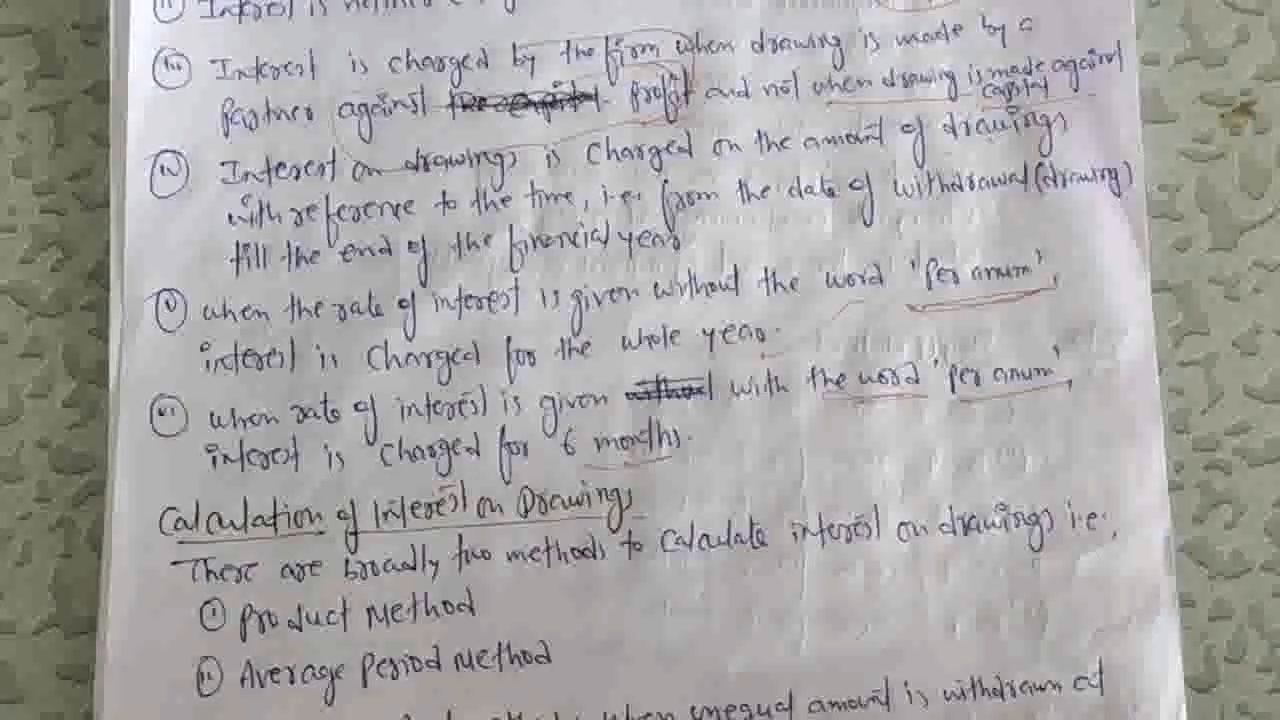 (ii) Interest is
(iii) Interest is charged by the firm when drawing is made by a
partner against profit and not when drawing is made against
capital
(iv) Interest on drawings is charged on the amount of drawings
with reference to the time, i.e. from the date of withdrawal (drawing)
till the end of the financial year
(v) when the rate of interest is given without the word 'per anum',
interest is charged for the whole year.
(vi) when rate of interest is given with the word 'per anum',
interest is charged for 6 months.
Calculation of Interest on Drawings
There are broadly two methods to calculate interest on drawings i.e.,
(i) Product Method
(ii) Average Period Method
when unequal amount is withdrawn at